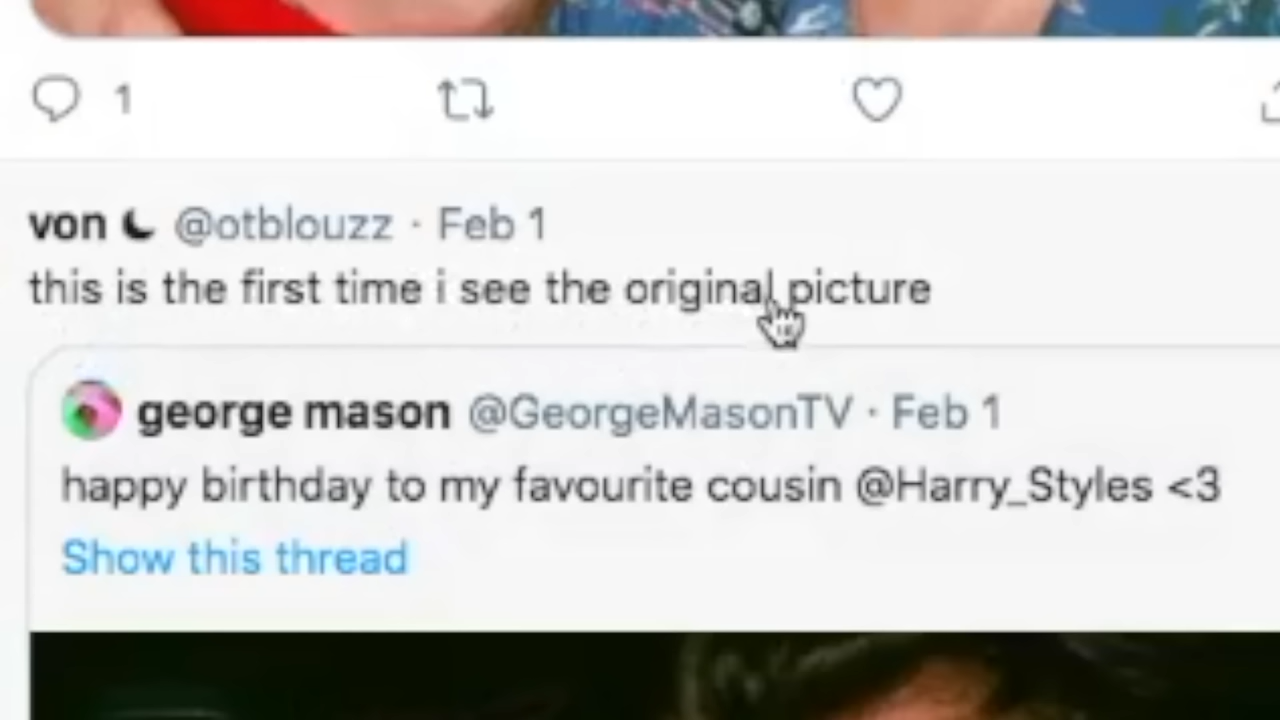 1
von @otblouzz · Feb 1
this is the first time i see the original picture
george mason @GeorgeMasonTV · Feb 1
happy birthday to my favourite cousin @Harry_Styles <3
Show this thread